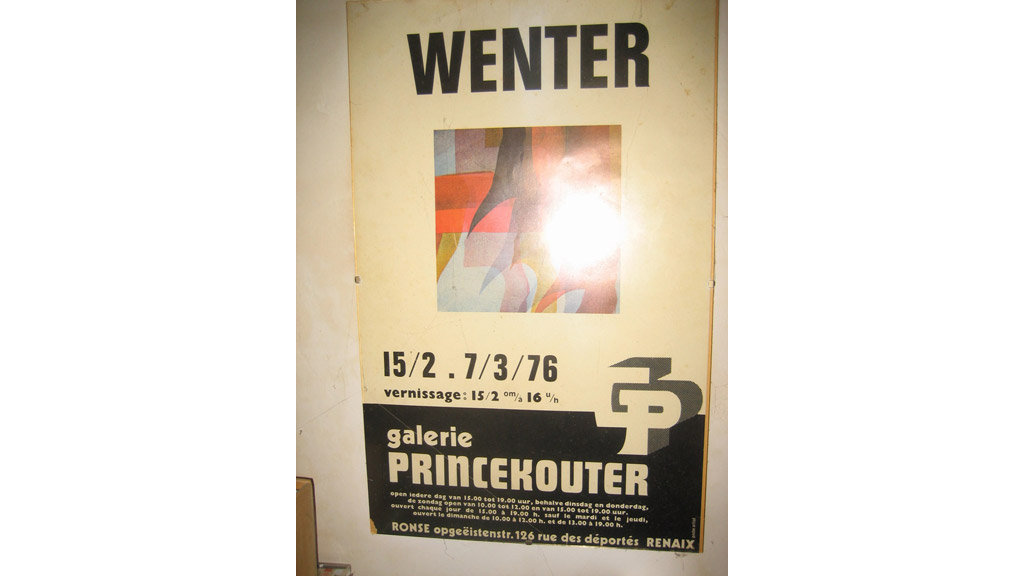 WENTER
15/2 . 7/3/76
vernissage: 15/2 om/a 16 u/h
GP
galerie
PRINCEKOUTER
open iedere dag van 15.00 tot 19.00 uur, behalve dinsdag en donderdag,
de zondag open van 10.00 tot 12.00 en van 15.00 tot 19.00 uur.
ouvert chaque jour de 15.00 à 19.00 h. sauf le mardi et le jeudi,
ouvert le dimanche de 10.00 à 12.00 h. et de 15.00 à 19.00 h.
RONSE opgeëistenstr. 126 rue des déportés RENAIX